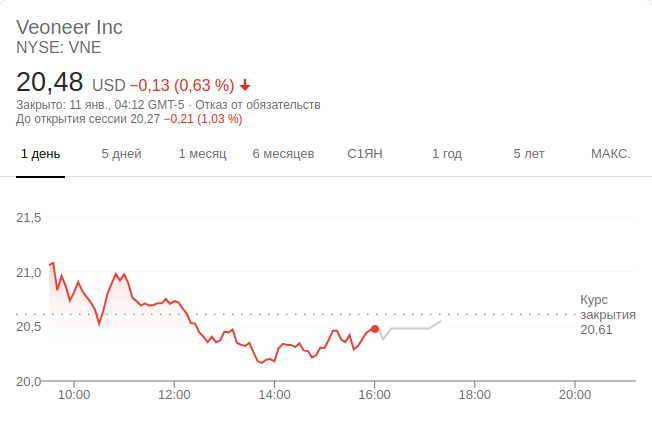 Veoneer Inc
NYSE: VNE
20,48 USD −0,13 (0,63 %)
Закрыто: 11 янв., 04:12 GMT-5 · Отказ от обязательств
До открытия сессии 20,27 −0,21 (1,03 %)
1 день 5 дней 1 месяц 6 месяцев С1ЯН 1 год 5 лет МАКС.
21,5
21,0
20,5
20,0
Курс
закрытия
20,61
10:00 12:00 14:00 16:00 18:00 20:00